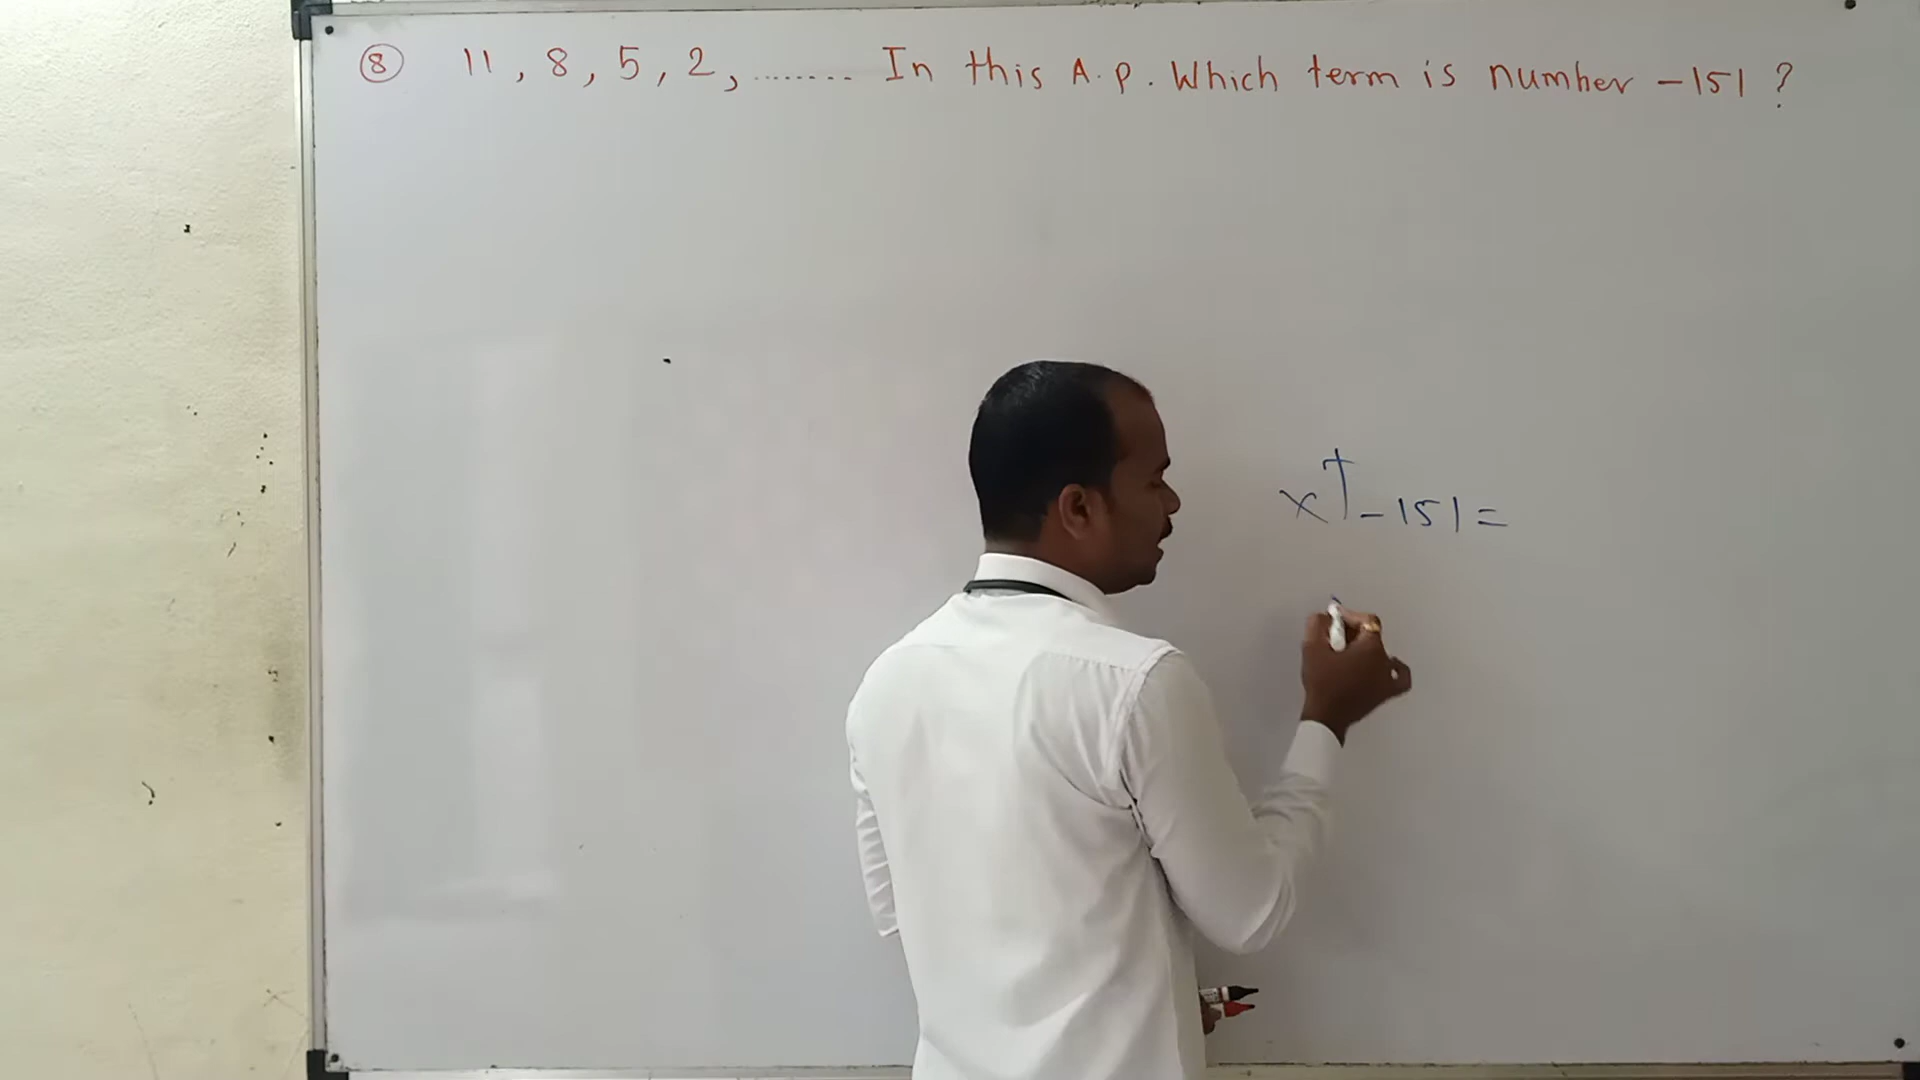 ⑧ 11, 8, 5, 2, ........ In this A.P. Which term is number -151 ?
x↑ -151 =